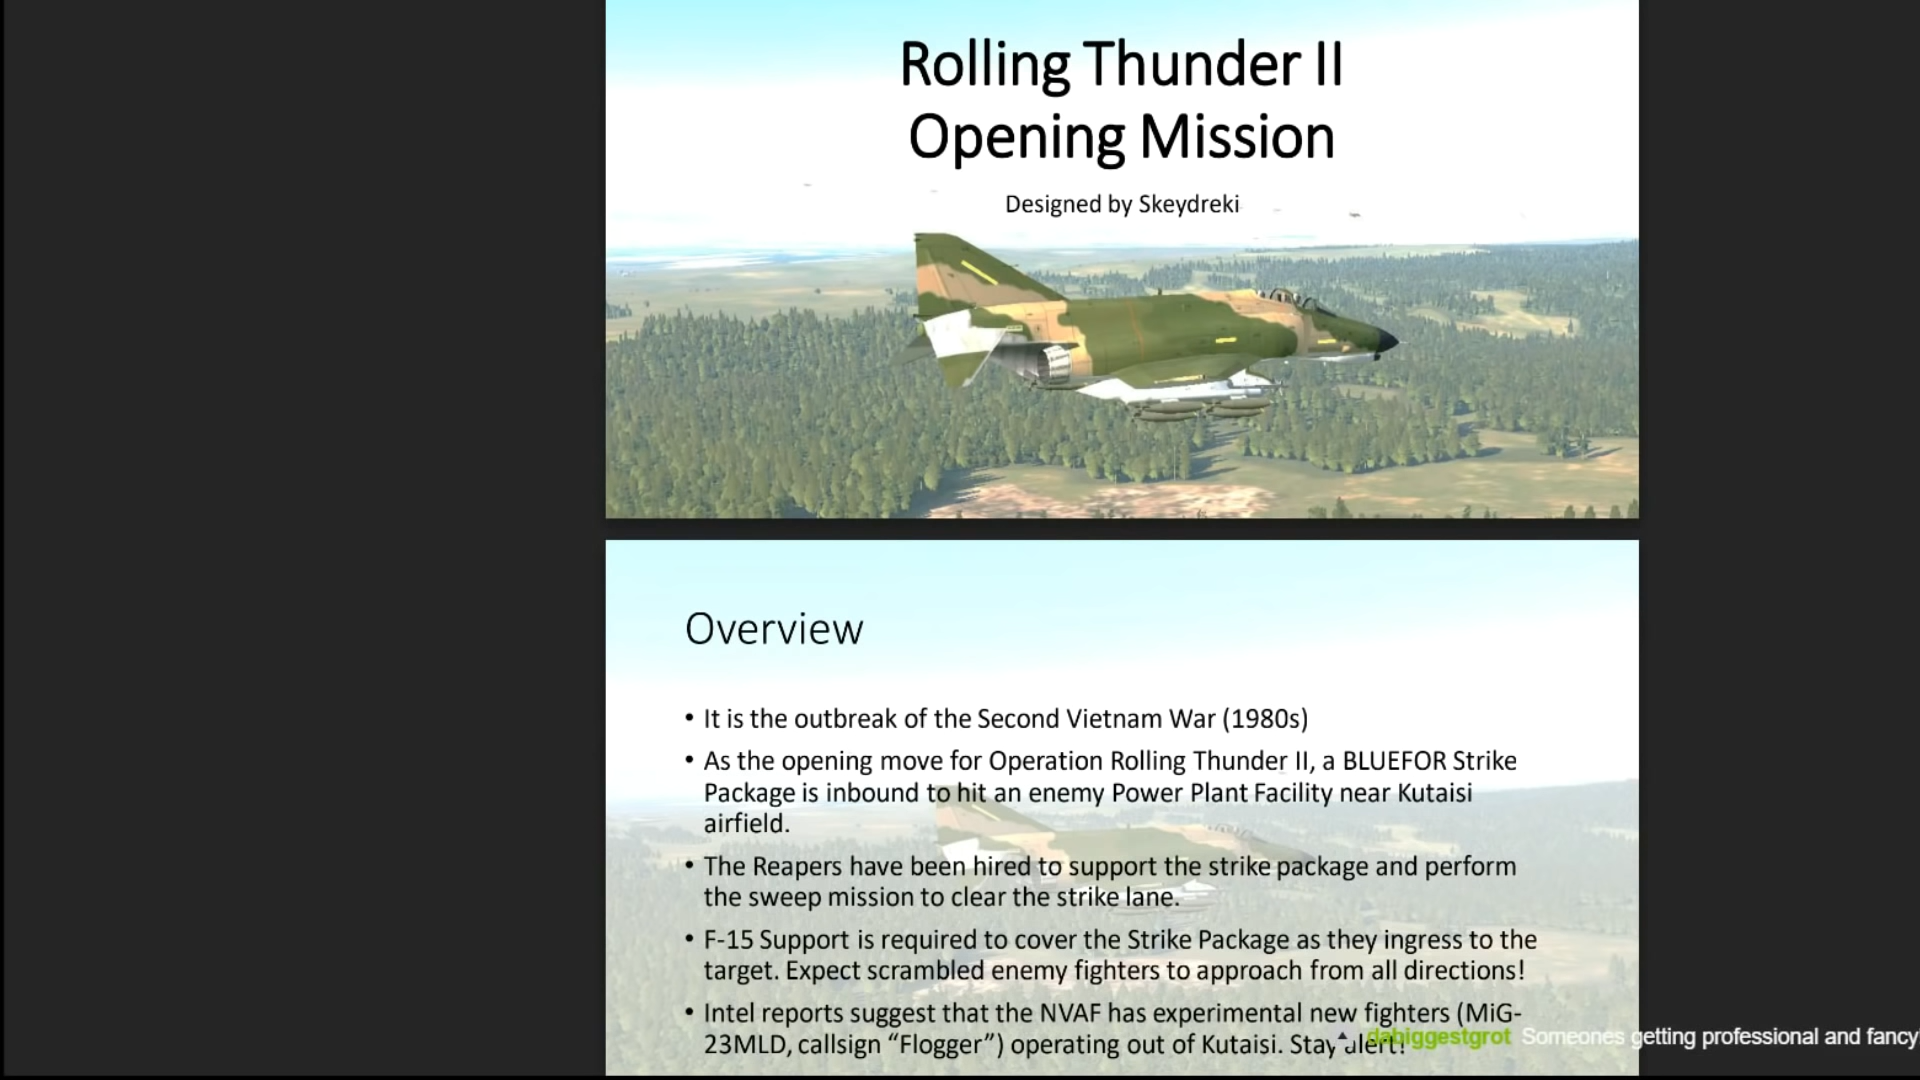 Rolling Thunder II
Opening Mission
Designed by Skeydreki
Overview
• It is the outbreak of the Second Vietnam War (1980s)
• As the opening move for Operation Rolling Thunder II, a BLUEFOR Strike
Package is inbound to hit an enemy Power Plant Facility near Kutaisi
airfield.
• The Reapers have been hired to support the strike package and perform
the sweep mission to clear the strike lane.
• F-15 Support is required to cover the Strike Package as they ingress to the
target. Expect scrambled enemy fighters to approach from all directions!
• Intel reports suggest that the NVAF has experimental new fighters (MiG-
23MLD, callsign “Flogger”) operating out of Kutaisi. Stay alert!
dabiggestgrot Someones getting professional and fancy